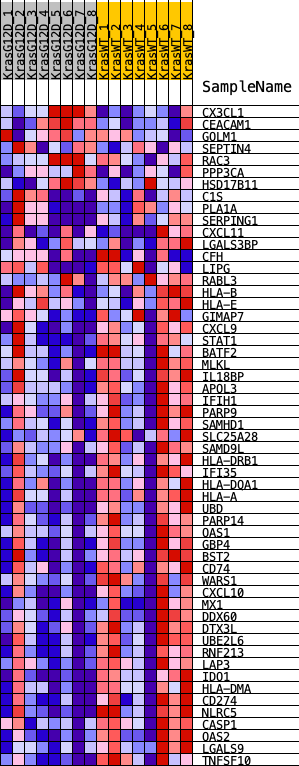 KrasG12D_1
KrasG12D_2
KrasG12D_3
KrasG12D_4
KrasG12D_5
KrasG12D_6
KrasG12D_7
KrasG12D_8
KrasWT_1
KrasWT_2
KrasWT_3
KrasWT_4
KrasWT_5
KrasWT_6
KrasWT_7
KrasWT_8
SampleName
CX3CL1
CEACAM1
GOLM1
SEPTIN4
RAC3
PPP3CA
HSD17B11
C1S
PLA1A
SERPING1
CXCL11
LGALS3BP
CFH
LIPG
RABL3
HLA-B
HLA-E
GIMAP7
CXCL9
STAT1
BATF2
MLKL
IL18BP
APOL3
IFIH1
PARP9
SAMHD1
SLC25A28
SAMD9L
HLA-DRB1
IFI35
HLA-DQA1
HLA-A
UBD
PARP14
OAS1
GBP4
BST2
CD74
WARS1
CXCL10
MX1
DDX60
DTX3L
UBE2L6
RNF213
LAP3
IDO1
HLA-DMA
CD274
NLRC5
CASP1
OAS2
LGALS9
TNFSF10